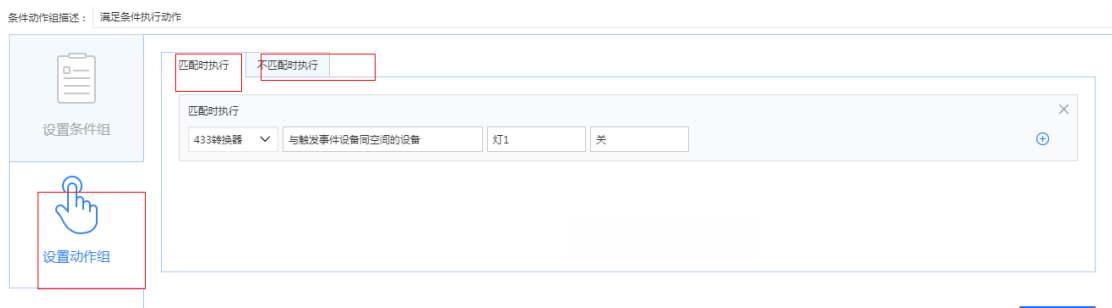 条件动作组描述： 满足条件执行动作
匹配时执行 不匹配时执行
匹配时执行
设置条件组
433转换器 与触发事件设备同空间的设备 灯1 关
设置动作组